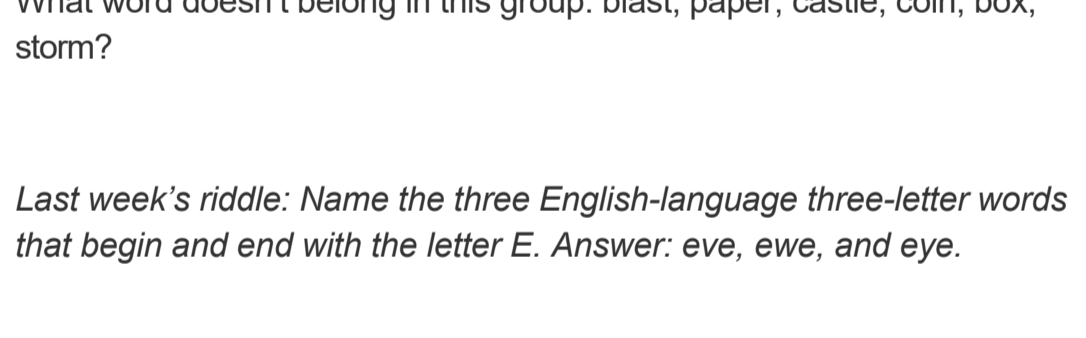 What word doesn't belong in this group: blast, paper, castle, coin, box,
storm?
Last week’s riddle: Name the three English-language three-letter words
that begin and end with the letter E. Answer: eve, ewe, and eye.